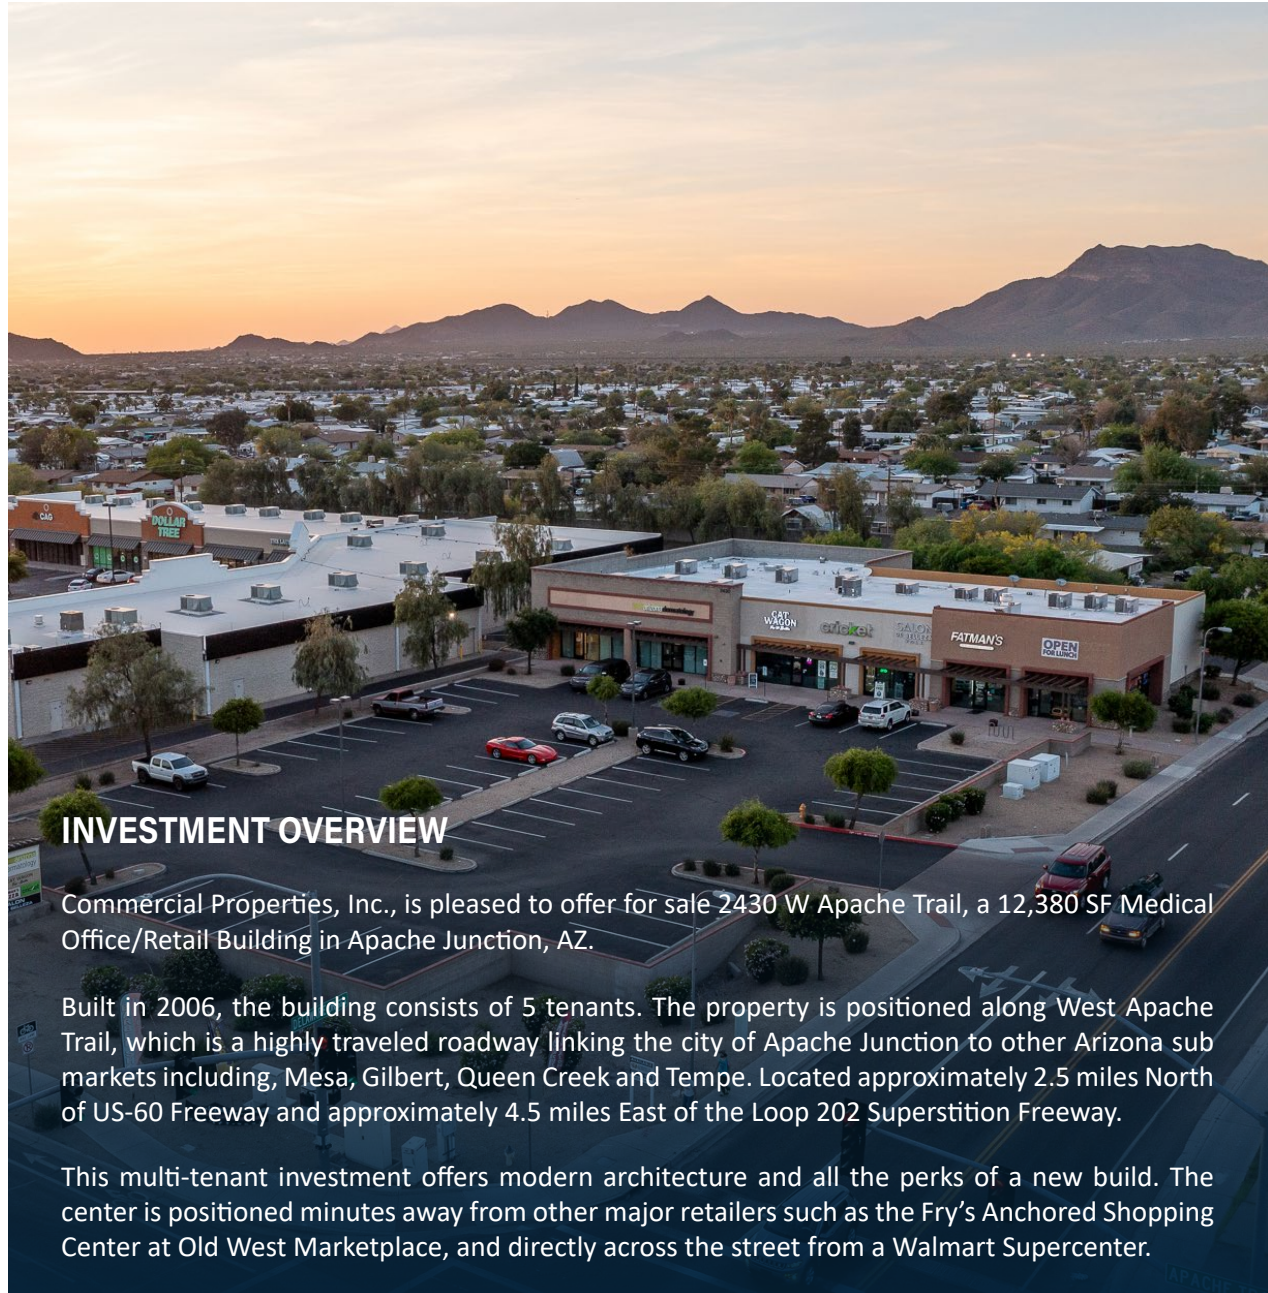 CAG
DOLLAR
TREE
CAT
WAGON
cricket
SALON
FATMAN'S
OPEN
FOR LUNCH
INVESTMENT OVERVIEW
Commercial Properties, Inc., is pleased to offer for sale 2430 W Apache Trail, a 12,380 SF Medical
Office/Retail Building in Apache Junction, AZ.
Built in 2006, the building consists of 5 tenants. The property is positioned along West Apache
Trail, which is a highly traveled roadway linking the city of Apache Junction to other Arizona sub
markets including, Mesa, Gilbert, Queen Creek and Tempe. Located approximately 2.5 miles North
of US-60 Freeway and approximately 4.5 miles East of the Loop 202 Superstition Freeway.
This multi-tenant investment offers modern architecture and all the perks of a new build. The
center is positioned minutes away from other major retailers such as the Fry’s Anchored Shopping
Center at Old West Marketplace, and directly across the street from a Walmart Supercenter.